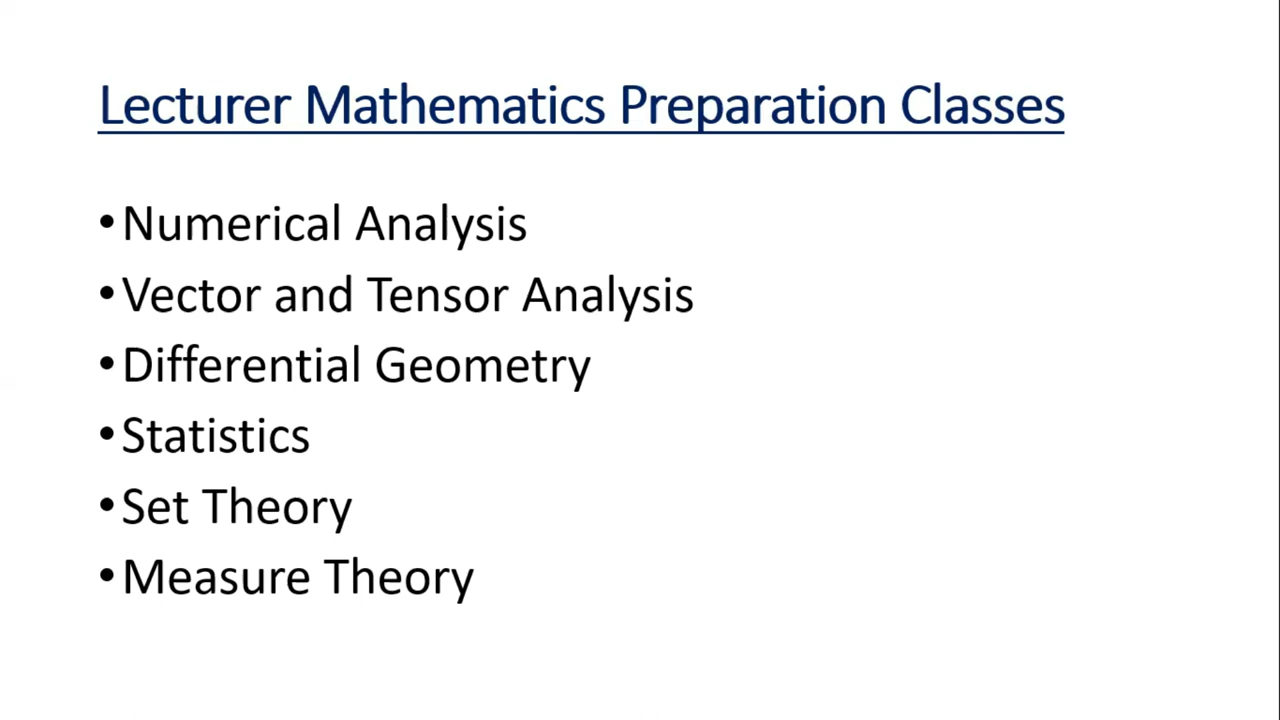 Lecturer Mathematics Preparation Classes
•Numerical Analysis
•Vector and Tensor Analysis
•Differential Geometry
•Statistics
•Set Theory
•Measure Theory